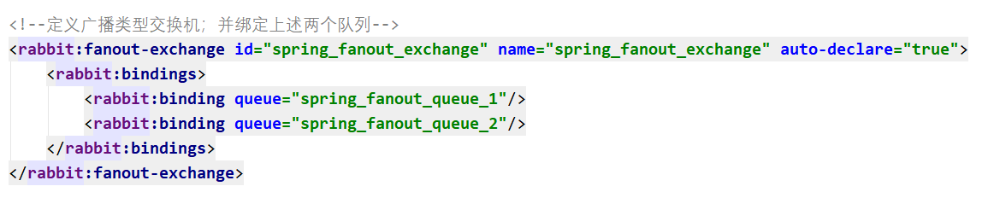 <!--定义广播类型交换机；并绑定上述两个队列-->
<rabbit:fanout-exchange id="spring_fanout_exchange" name="spring_fanout_exchange" auto-declare="true">
    <rabbit:bindings>
        <rabbit:binding queue="spring_fanout_queue_1"/>
        <rabbit:binding queue="spring_fanout_queue_2"/>
    </rabbit:bindings>
</rabbit:fanout-exchange>